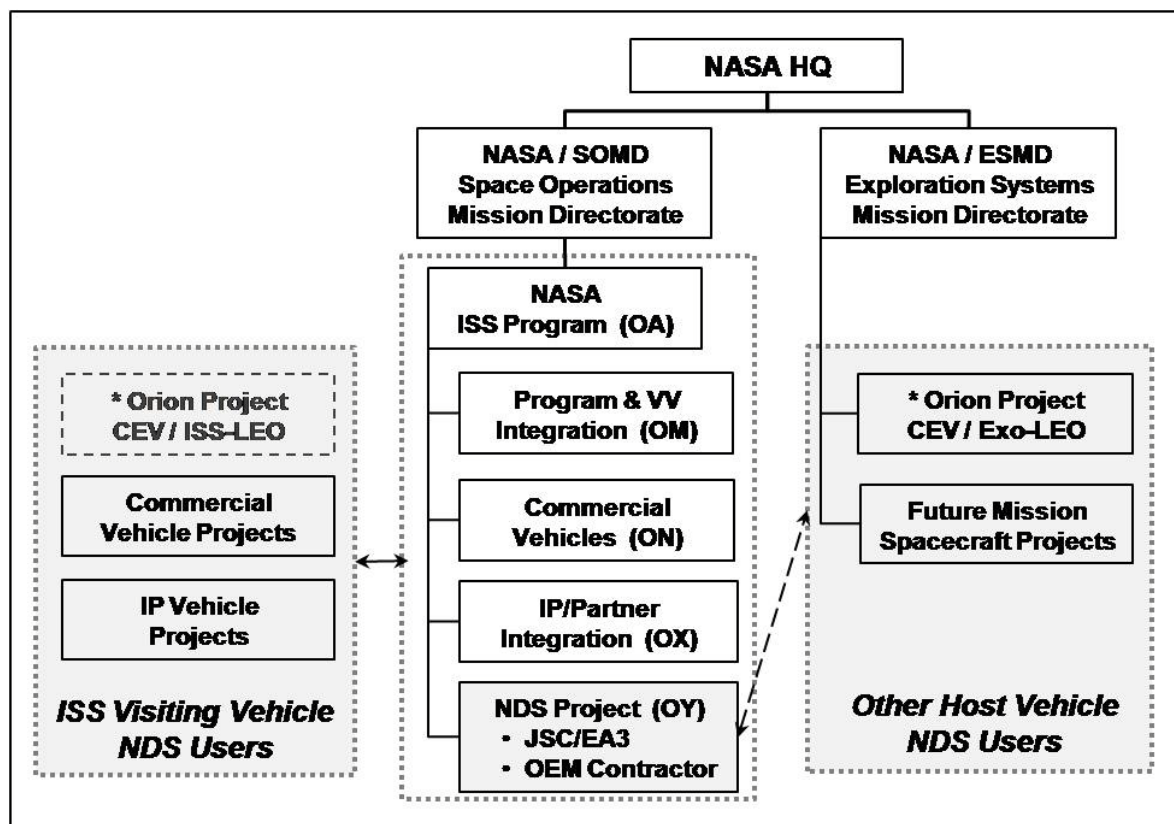 NASA HQ
NASA / SOMD
Space Operations
Mission Directorate
NASA / ESMD
Exploration Systems
Mission Directorate
NASA
ISS Program (OA)
Program & VV
Integration (OM)
Commercial
Vehicles (ON)
IP/Partner
Integration (OX)
NDS Project (OY)
• JSC/EA3
• OEM Contractor
* Orion Project
CEV / ISS-LEO
Commercial
Vehicle Projects
IP Vehicle
Projects
ISS Visiting Vehicle
NDS Users
* Orion Project
CEV / Exo-LEO
Future Mission
Spacecraft Projects
Other Host Vehicle
NDS Users